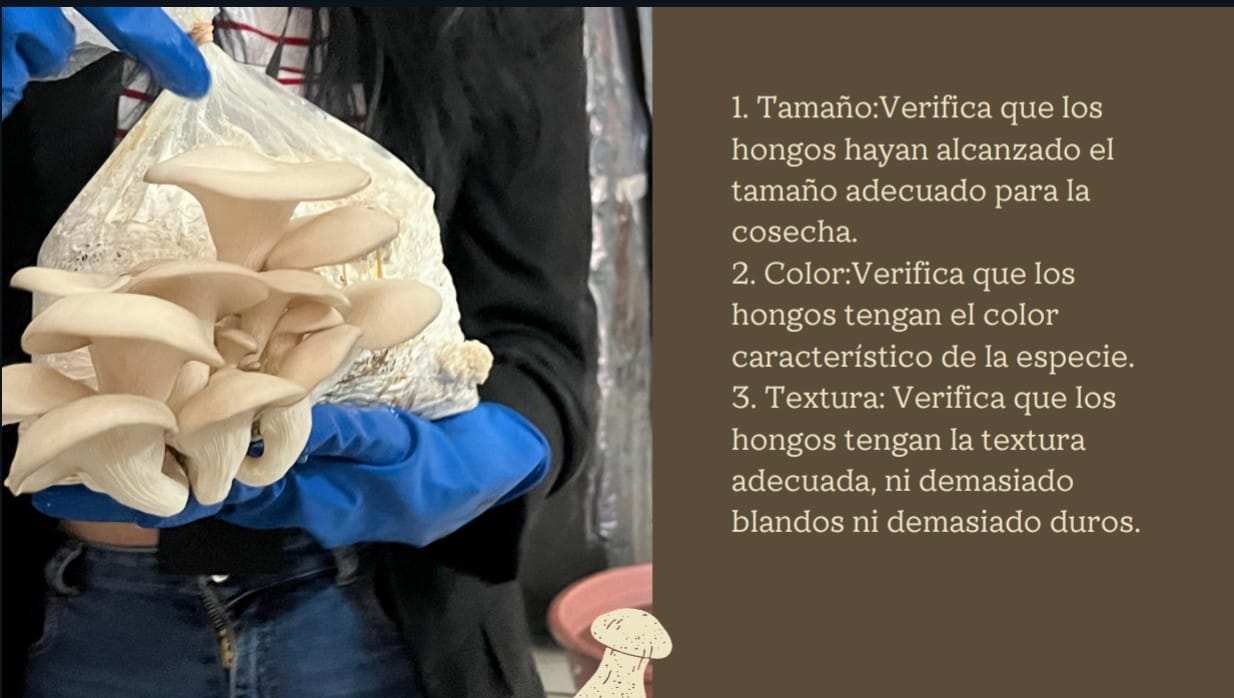 1. Tamaño:Verifica que los
hongos hayan alcanzado el
tamaño adecuado para la
cosecha.
2. Color:Verifica que los
hongos tengan el color
característico de la especie.
3. Textura: Verifica que los
hongos tengan la textura
adecuada, ni demasiado
blandos ni demasiado duros.